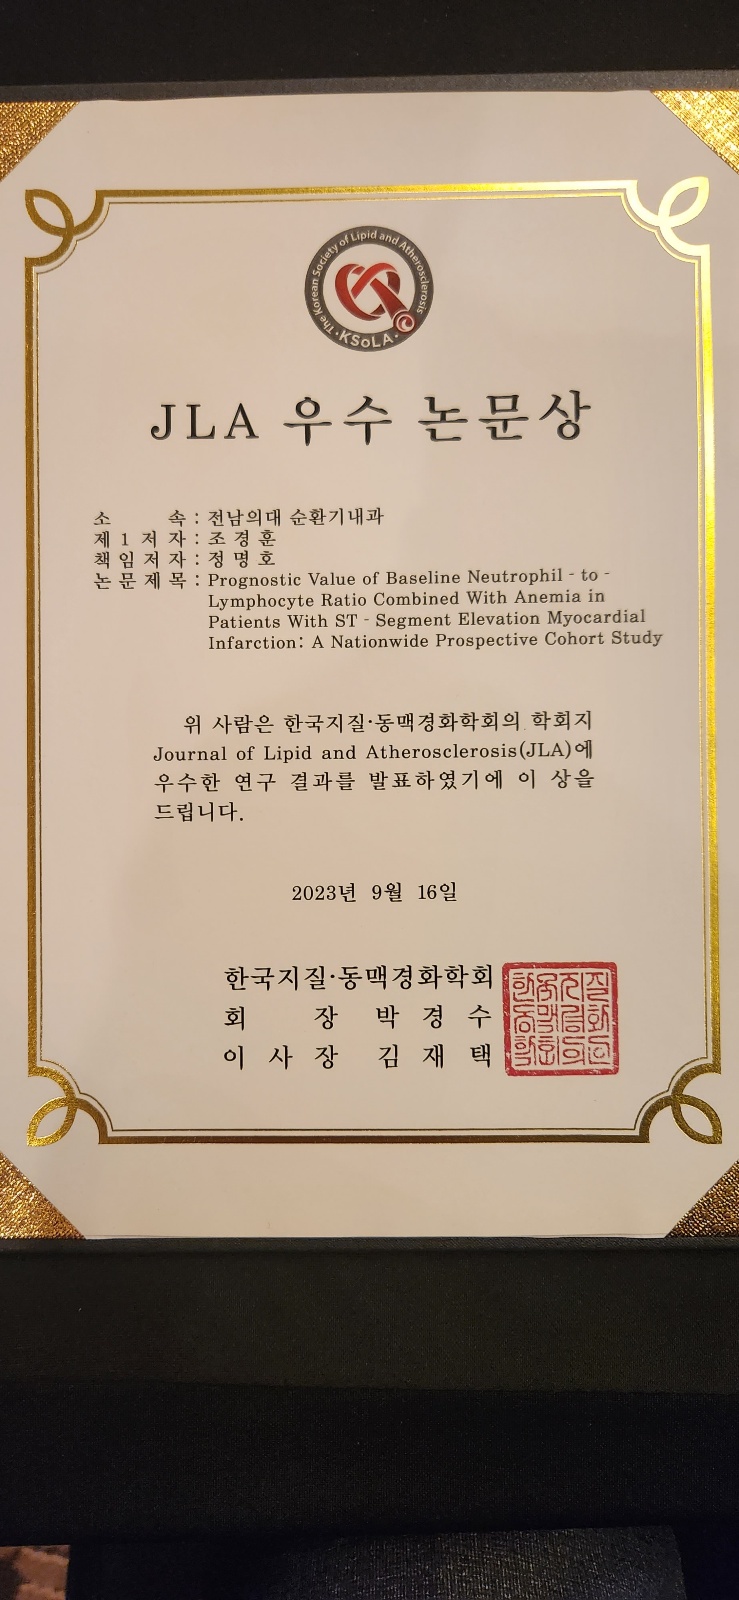 The Korean Society of Lipid and Atherosclerosis
·KSoLA·
JLA 우수 논문상
소 속 : 전남의대 순환기내과
제 1 저 자 : 조 경 훈
책 임 저 자 : 정 명 호
논 문 제 목 : Prognostic Value of Baseline Neutrophil - to -
Lymphocyte Ratio Combined With Anemia in
Patients With ST - Segment Elevation Myocardial
Infarction: A Nationwide Prospective Cohort Study
위 사람은 한국지질·동맥경화학회의 학회지
Journal of Lipid and Atherosclerosis(JLA)에
우수한 연구 결과를 발표하였기에 이 상을
드립니다.
2023년 9월 16일
한국지질·동맥경화학회
회 장 박 경 수
이 사 장 김 재 택